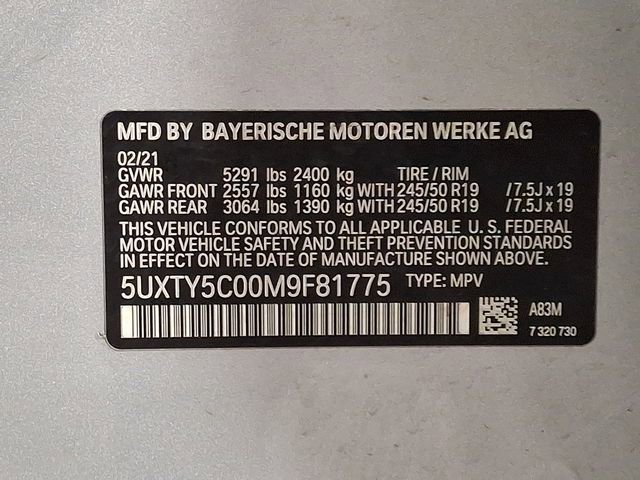 MFD BY BAYERISCHE MOTOREN WERKE AG
02/21
GVWR 5291 lbs 2400 kg TIRE / RIM
GAWR FRONT 2557 lbs 1160 kg WITH 245/50 R19 /7.5J x 19
GAWR REAR 3064 lbs 1390 kg WITH 245/50 R19 /7.5J x 19
THIS VEHICLE CONFORMS TO ALL APPLICABLE U. S. FEDERAL
MOTOR VEHICLE SAFETY AND THEFT PREVENTION STANDARDS
IN EFFECT ON THE DATE OF MANUFACTURE SHOWN ABOVE.
5UXTY5C00M9F81775 TYPE: MPV
A83M
7 320 730